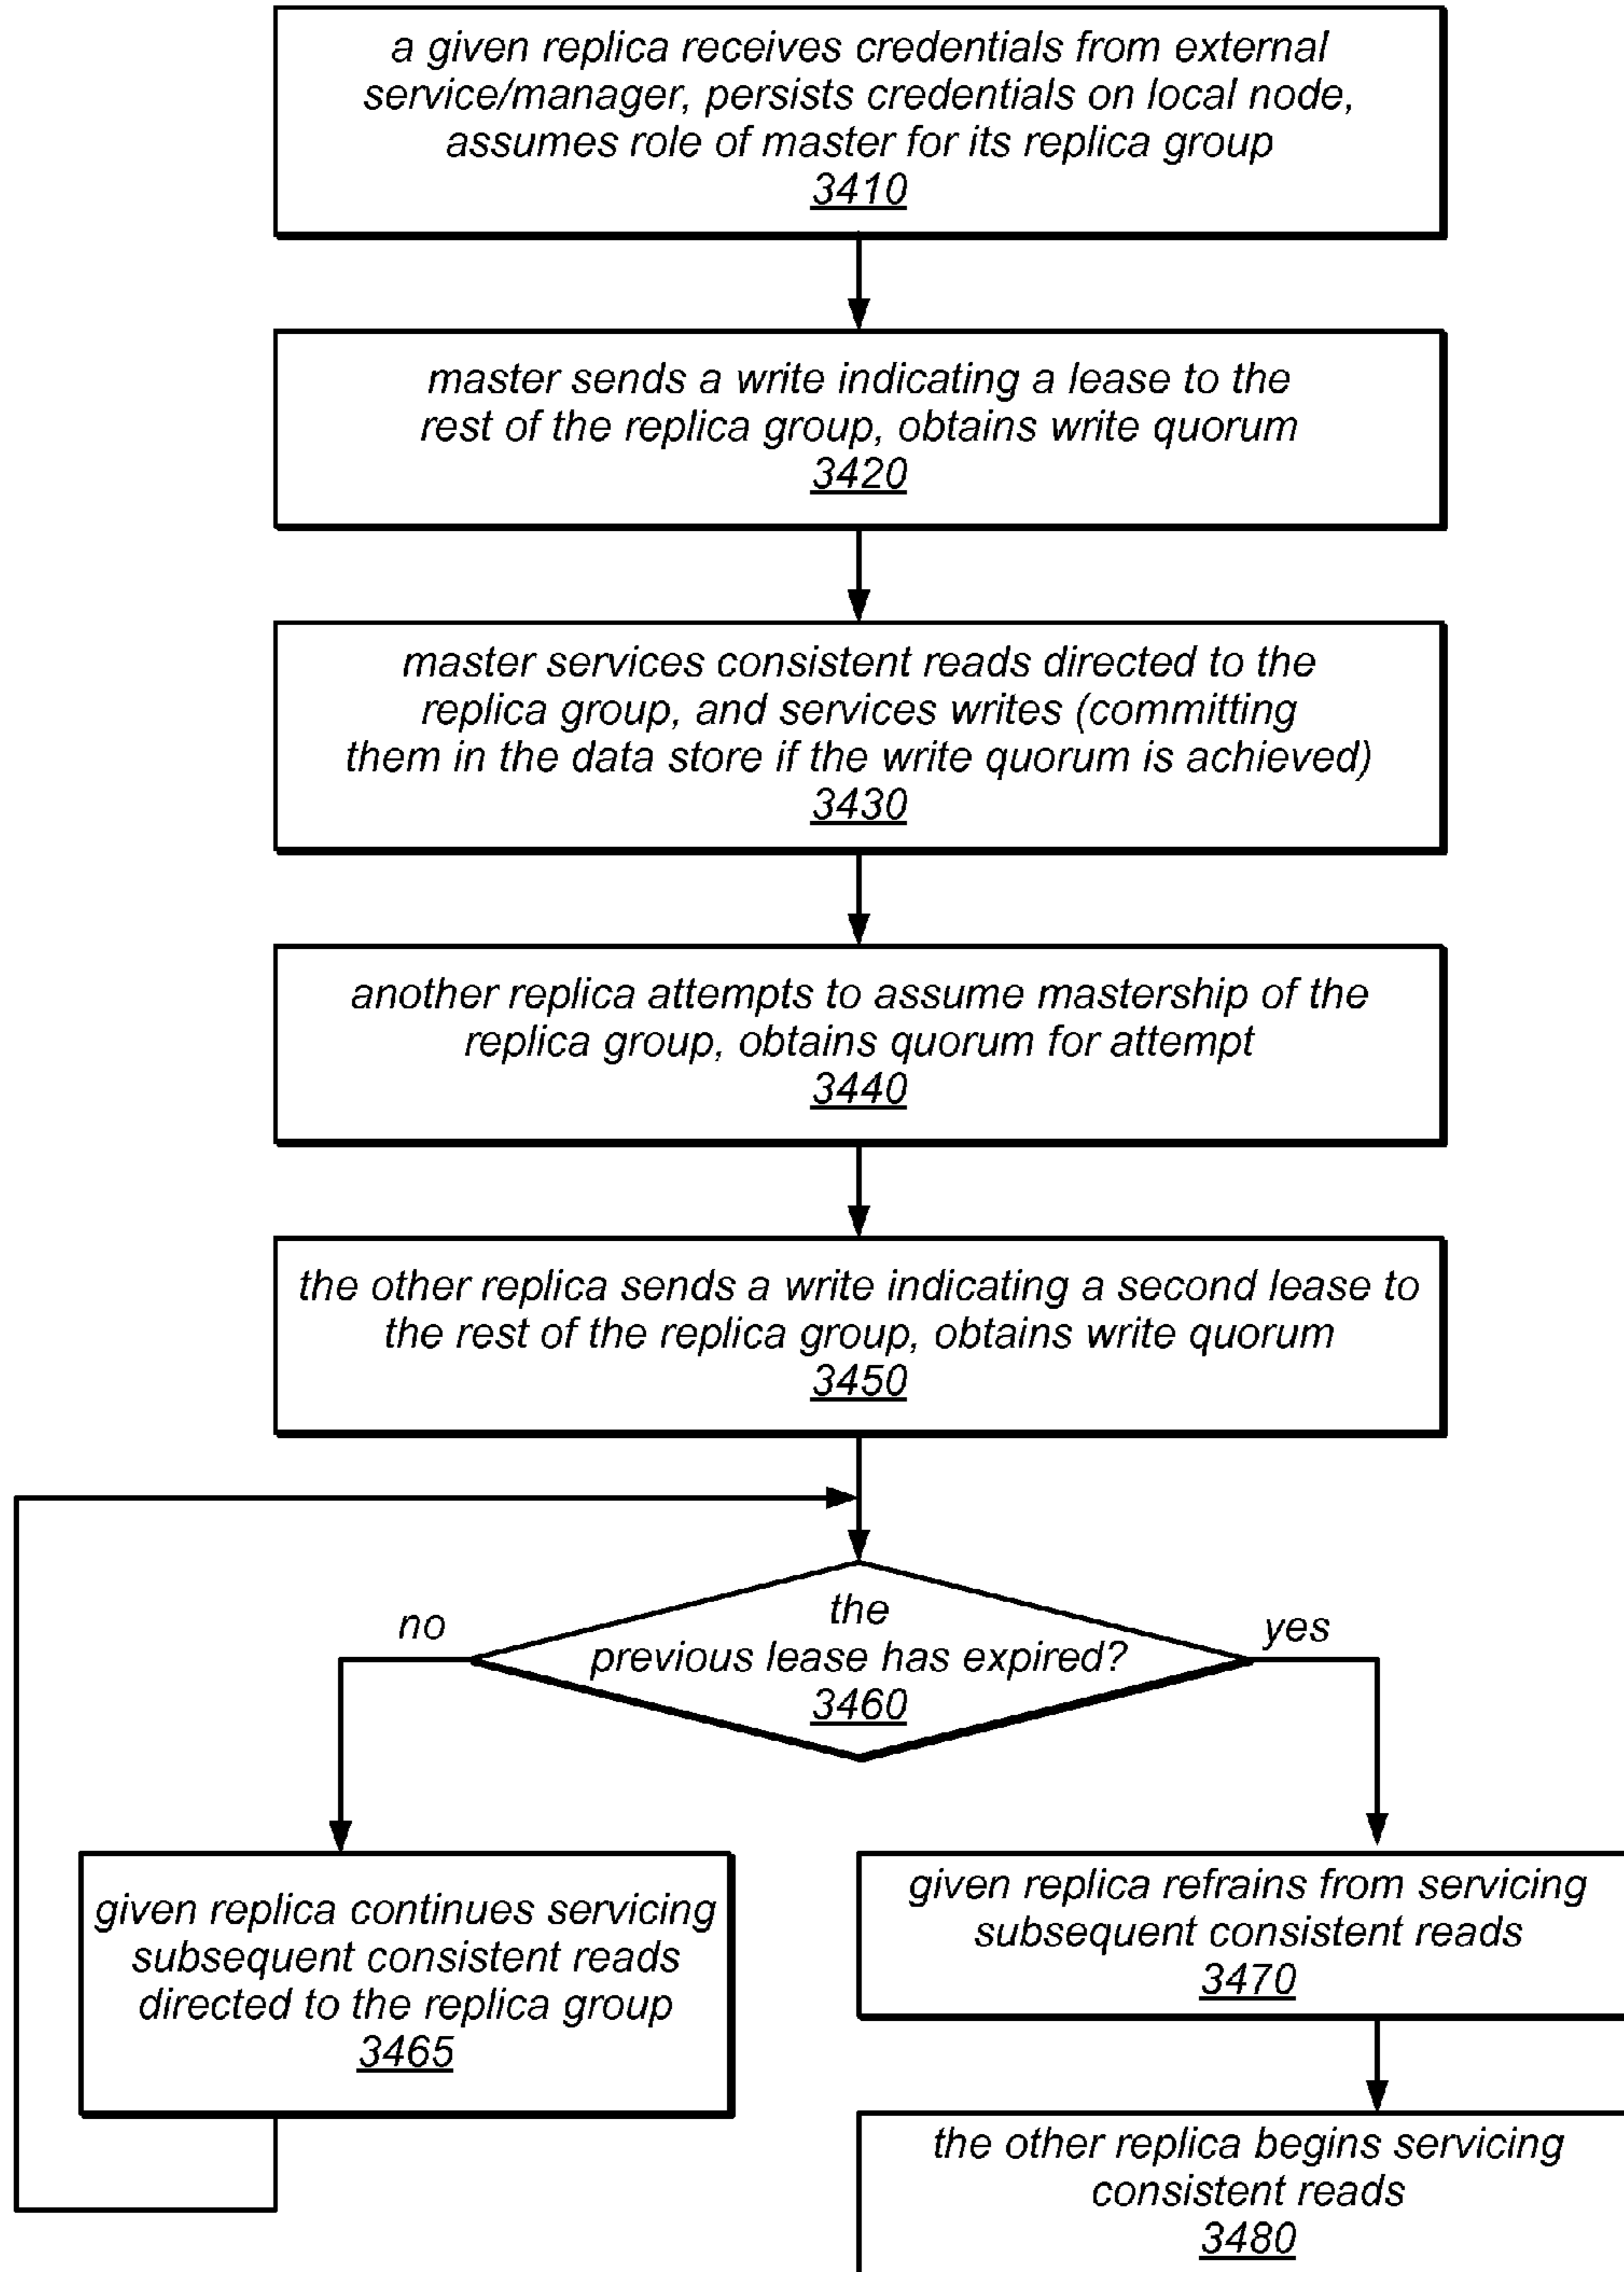 a given replica receives credentials from external
service/manager, persists credentials on local node,
assumes role of master for its replica group
3410
master sends a write indicating a lease to the
rest of the replica group, obtains write quorum
3420
master services consistent reads directed to the
replica group, and services writes (committing
them in the data store if the write quorum is achieved)
3430
another replica attempts to assume mastership of the
replica group, obtains quorum for attempt
3440
the other replica sends a write indicating a second lease to
the rest of the replica group, obtains write quorum
3450
the
previous lease has expired?
3460
no
yes
given replica continues servicing
subsequent consistent reads
directed to the replica group
3465
given replica refrains from servicing
subsequent consistent reads
3470
the other replica begins servicing
consistent reads
3480